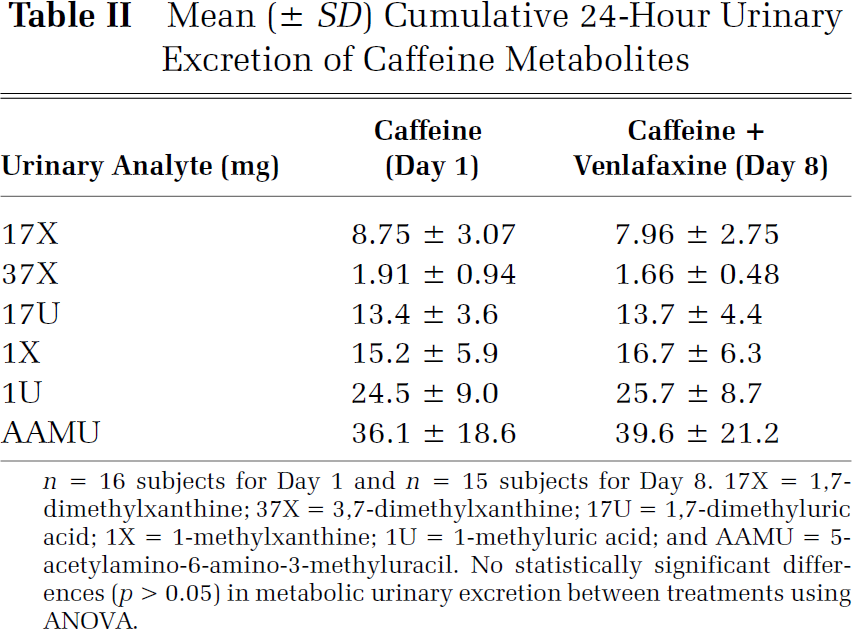 Table II Mean (± SD) Cumulative 24-Hour Urinary
Excretion of Caffeine Metabolites
Caffeine Caffeine +
Urinary Analyte (mg) (Day 1) Venlafaxine (Day 8)
17X 8.75 ± 3.07 7.96 ± 2.75
37X 1.91 ± 0.94 1.66 ± 0.48
17U 13.4 ± 3.6 13.7 ± 4.4
1X 15.2 ± 5.9 16.7 ± 6.3
1U 24.5 ± 9.0 25.7 ± 8.7
AAMU 36.1 ± 18.6 39.6 ± 21.2
n = 16 subjects for Day 1 and n = 15 subjects for Day 8. 17X = 1,7-
dimethylxanthine; 37X = 3,7-dimethylxanthine; 17U = 1,7-dimethyluric
acid; 1X = 1-methylxanthine; 1U = 1-methyluric acid; and AAMU = 5-
acetylamino-6-amino-3-methyluracil. No statistically significant differ-
ences (p > 0.05) in metabolic urinary excretion between treatments using
ANOVA.